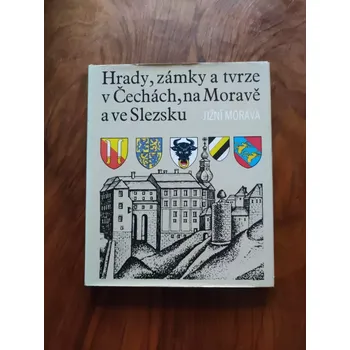 Hrady, zámky a tvrze
v Čechách, na Moravě
a ve Slezsku JIŽNÍ MORAVA